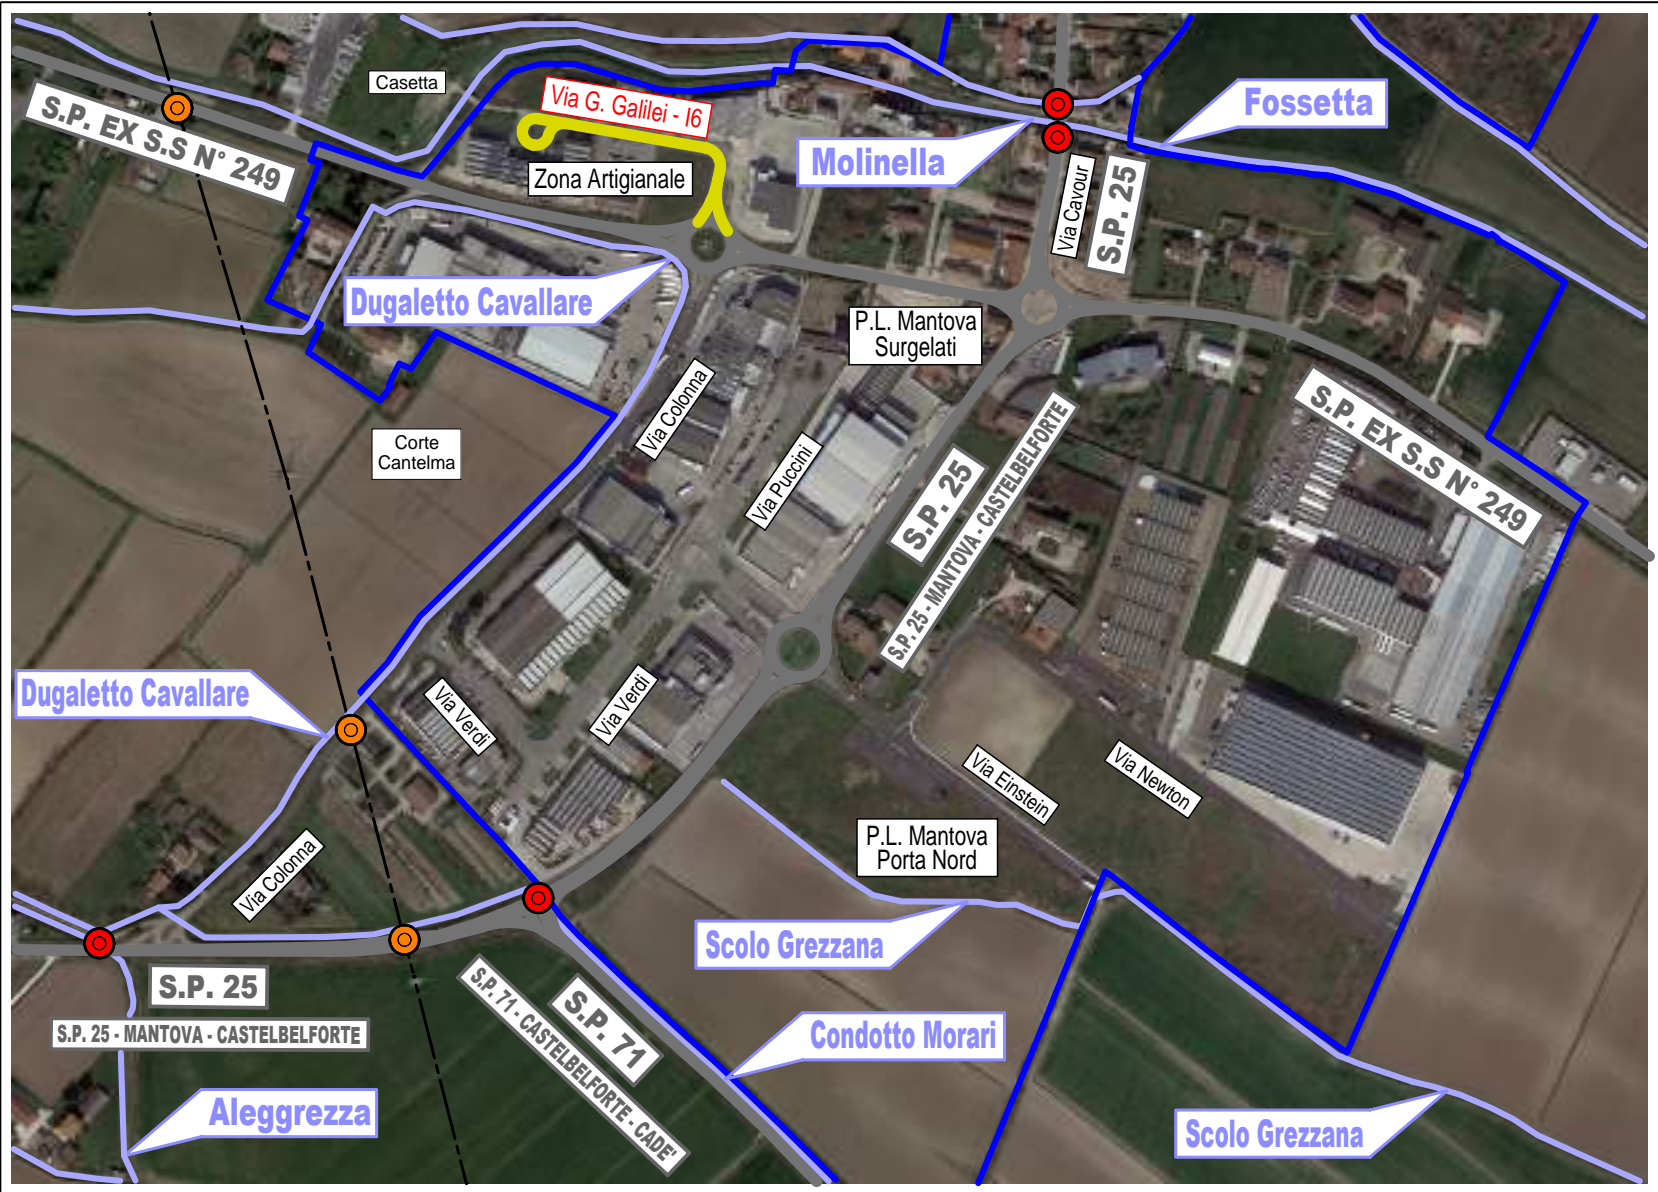 Casetta
Via G. Galilei - I6
Fossetta
S.P. EX S.S N° 249
Molinella
Zona Artigianale
Via Cavour
S.P. 25
Dugaletto Cavallare
P.L. Mantova
Surgelati
Via Colonna
S.P. EX S.S N° 249
Corte
Cantelma
Via Puccini
S.P. 25
S.P. 25 - MANTOVA - CASTELBELFORTE
Dugaletto Cavallare
Via Verdi
Via Verdi
Via Einstein
Via Newton
P.L. Mantova
Porta Nord
Via Colonna
Scolo Grezzana
S.P. 25
S.P. 25 - MANTOVA - CASTELBELFORTE
S.P. 71
S.P. 71 - CASTELBELFORTE - CADE'
Condotto Morari
Aleggrezza
Scolo Grezzana